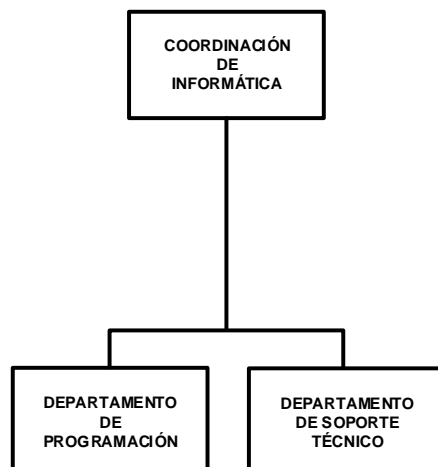 COORDINACIÓN
DE
INFORMÁTICA
DEPARTAMENTO
DE
PROGRAMACIÓN
DEPARTAMENTO
DE SOPORTE
TÉCNICO